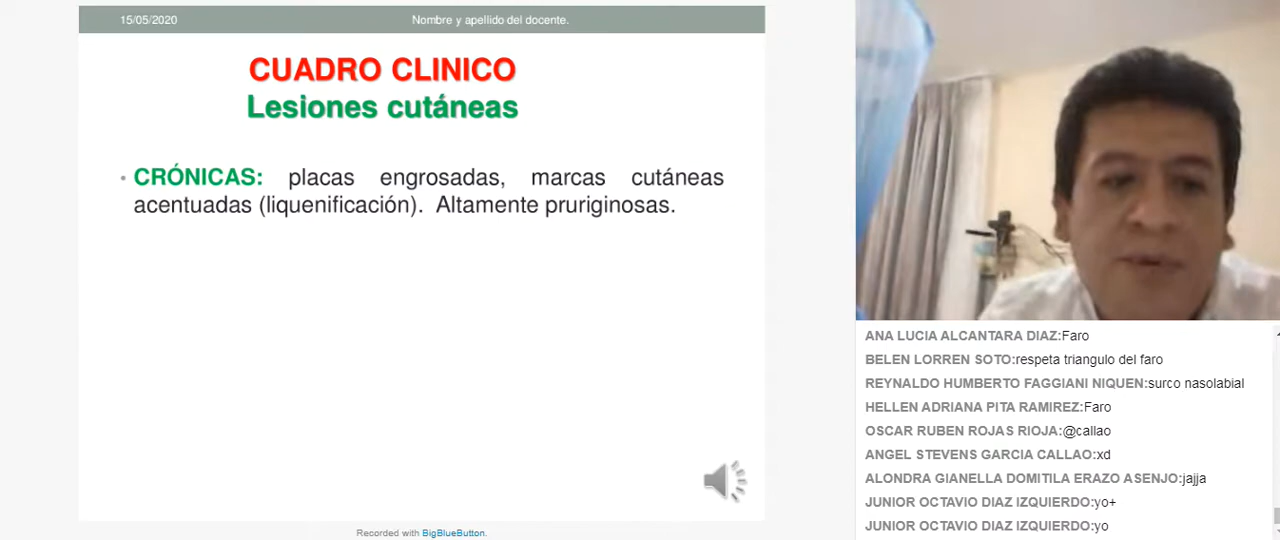 15/05/2020 Nombre y apellido del docente.
CUADRO CLINICO
Lesiones cutáneas
• CRÓNICAS: placas engrosadas, marcas cutáneas
acentuadas (liquenificación). Altamente pruriginosas.
Recorded with BigBlueButton.
ANA LUCIA ALCANTARA DIAZ:Faro
BELEN LORREN SOTO:respeta triangulo del faro
REYNALDO HUMBERTO FAGGIANI NIQUEN:surco nasolabial
HELLEN ADRIANA PITA RAMIREZ:Faro
OSCAR RUBEN ROJAS RIOJA:@callao
ANGEL STEVENS GARCIA CALLAO:xd
ALONDRA GIANELLA DOMITILA ERAZO ASENJO:jajja
JUNIOR OCTAVIO DIAZ IZQUIERDO:yo+
JUNIOR OCTAVIO DIAZ IZQUIERDO:yo